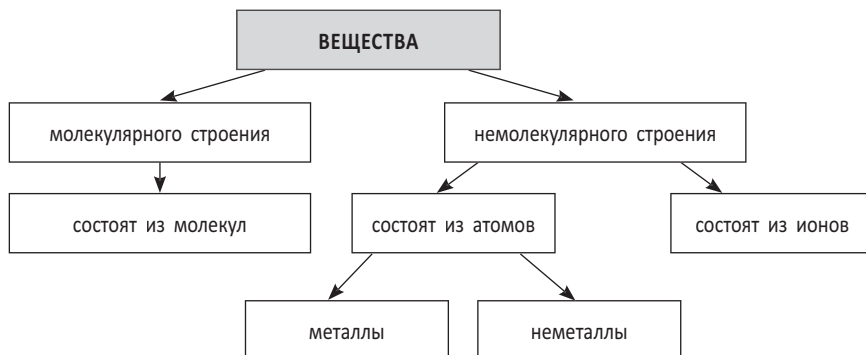 ВЕЩЕСТВА
молекулярного строения
немолекулярного строения
состоят из молекул
состоят из атомов
состоят из ионов
металлы
неметаллы